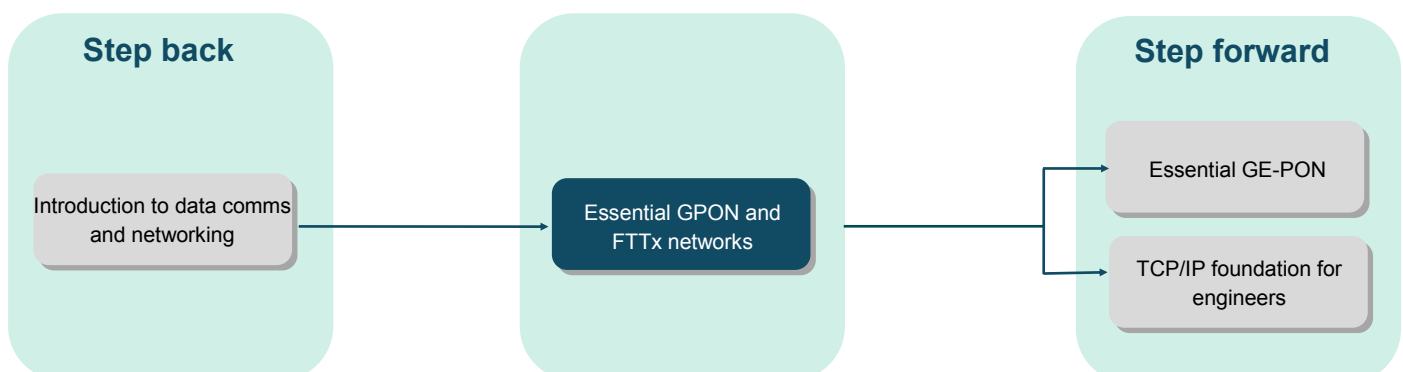 Step back
Introduction to data comms
and networking
Essential GPON and
FTTx networks
Step forward
Essential GE-PON
TCP/IP foundation for
engineers